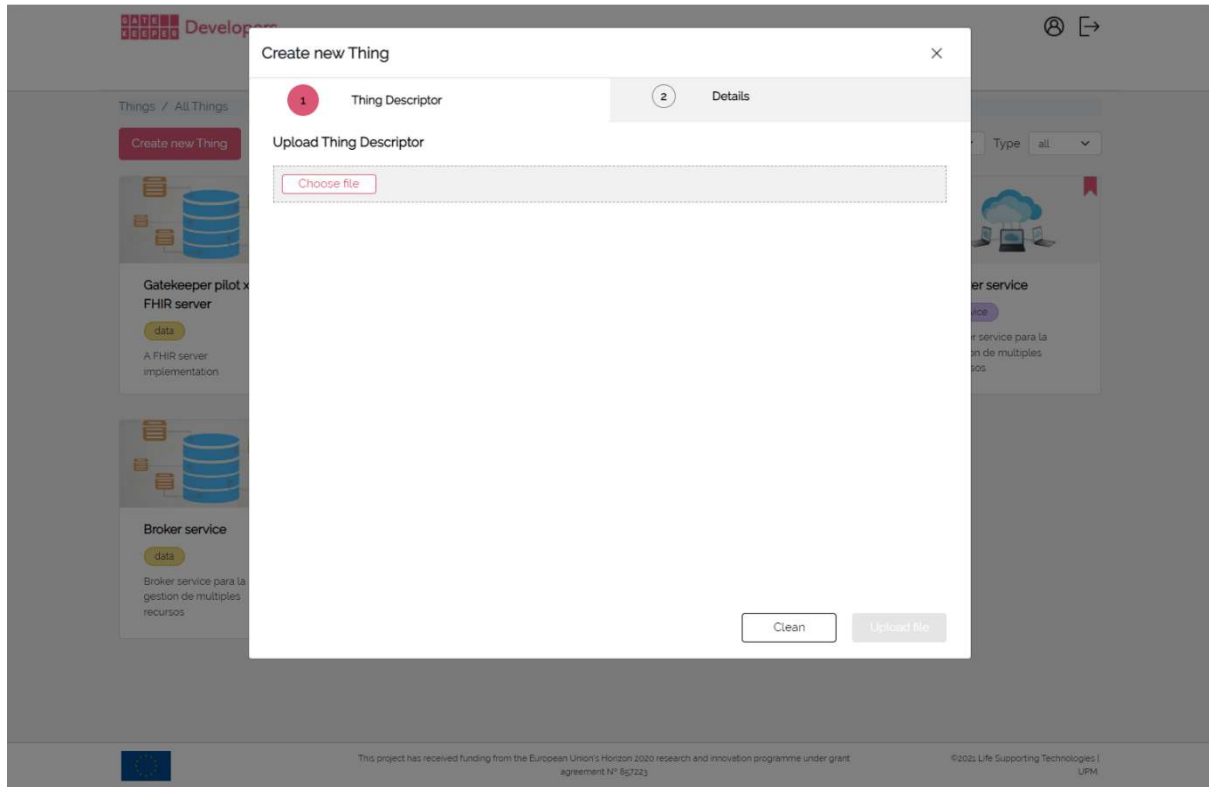 GATE
KEEPER
Create new Thing
1 Thing Descriptor
2 Details
Things / All Things
Create new Thing
Type all
Upload Thing Descriptor
Choose file
Gatekeeper pilot x
FHIR server
data
A FHIR server
implementation
er service
vice
r service para la
on de multiples
sos
Broker service
data
Broker service para la
gestion de multiples
recursos
Clean
Upload file
This project has received funding from the European Union's Horizon 2020 research and innovation programme under grant
agreement Nº 857223
©2021 Life Supporting Technologies |
UPM